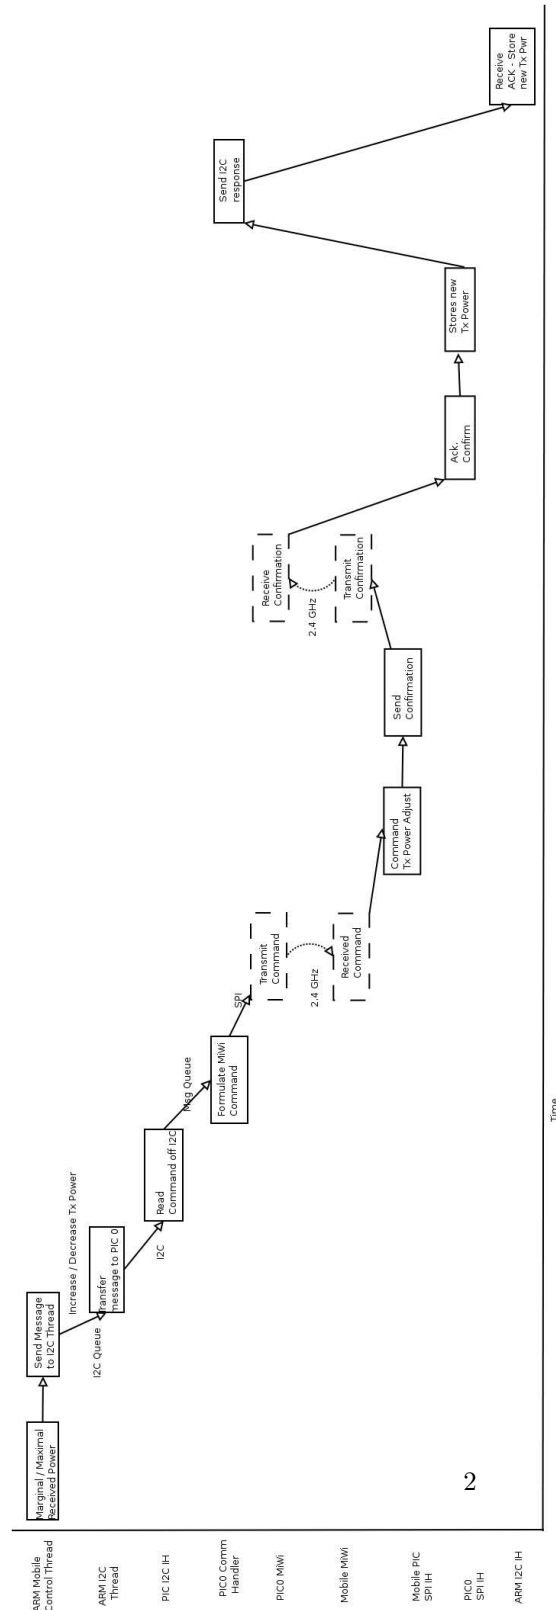 Marginal / Maximal
Received Power
Send Message
to I2C Thread
Increase / Decrease Tx Power
I2C Queue
Transfer
message to PIC 0
I2C
Read
Command off I2C
Msg Queue
Formulate MiWi
Command
SPI
Transmit
Command
2.4 GHz
Received
Command
Command
Tx Power Adjust
Send
Confirmation
Transmit
Confirmation
2.4 GHz
Receive
Confirmation
Ack.
Confirm
Stores new
Tx Power
Send I2C
response
Receive
ACK - Store
new Tx Pwr
ARM Mobile
Control Thread
ARM I2C
Thread
PIC I2C IH
PIC0 Comm
Handler
PIC0 MiWi
Mobile MiWi
Mobile PIC
SPI IH
PIC0
SPI IH
ARM I2C IH
Time
2